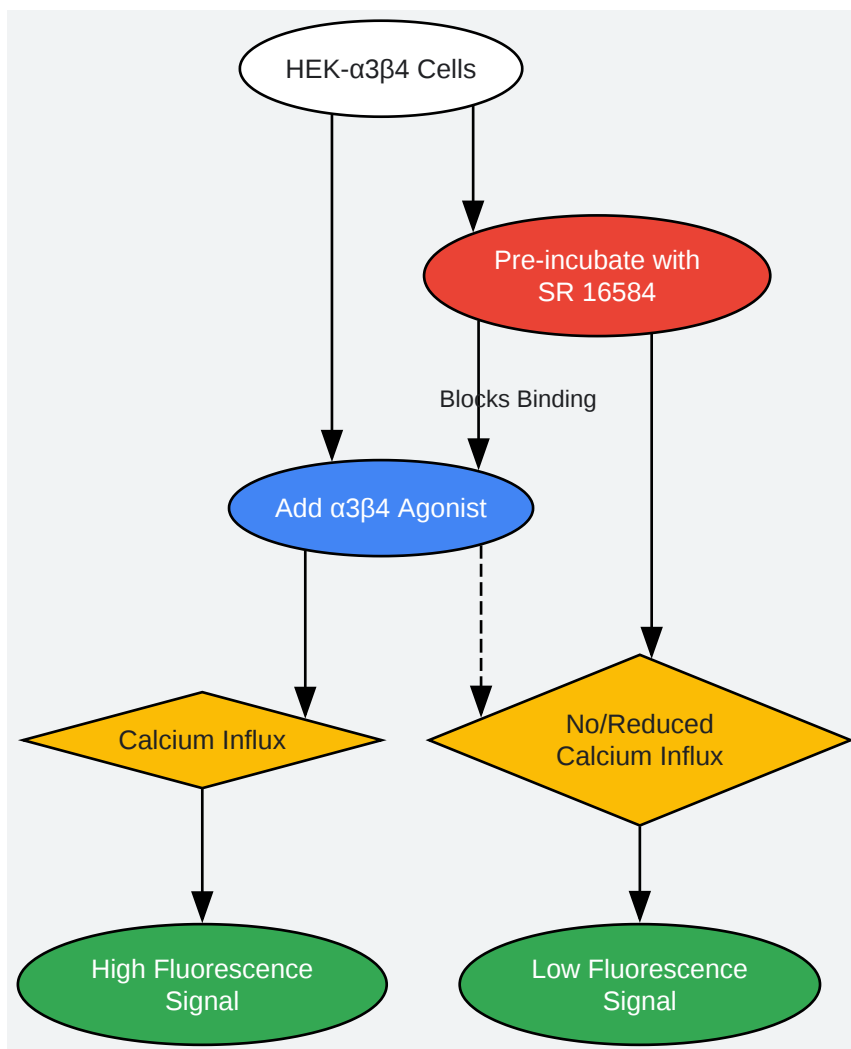 HEK-α3β4 Cells
Pre-incubate with
SR 16584
Blocks Binding
Add α3β4 Agonist
Calcium Influx
No/Reduced
Calcium Influx
High Fluorescence
Signal
Low Fluorescence
Signal